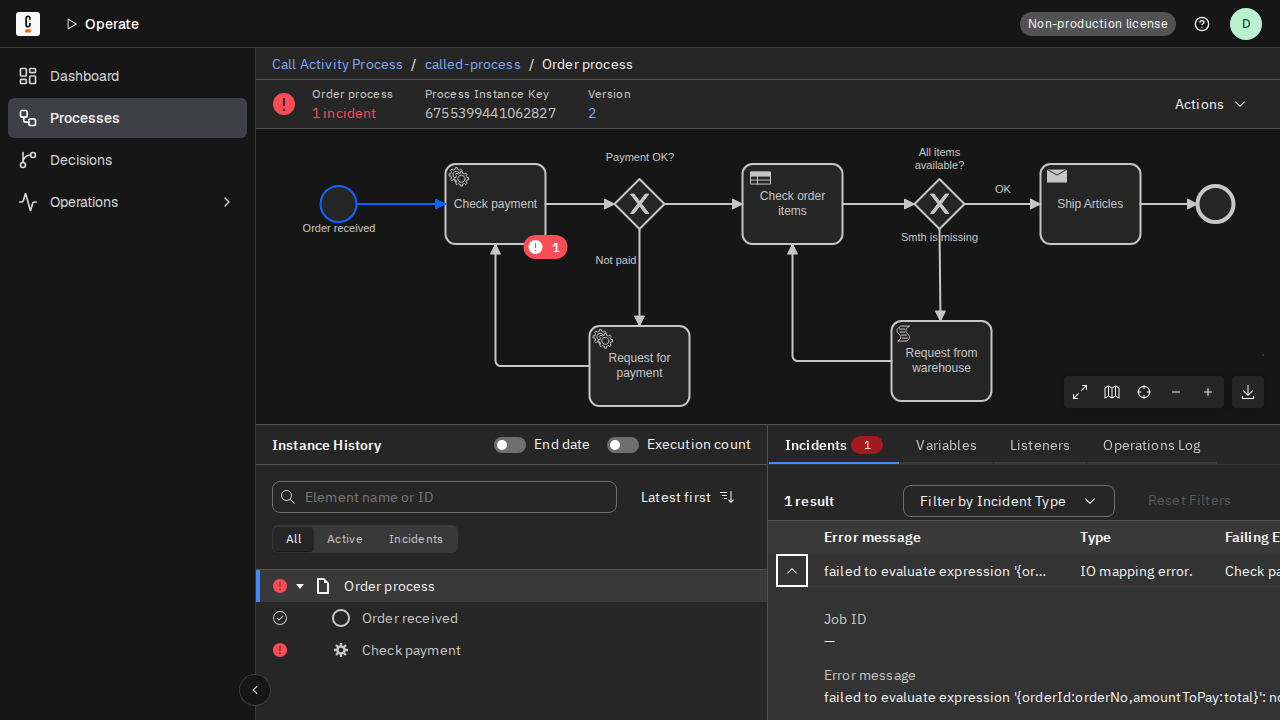 Operate
Non-production license
D
Dashboard
Processes
Decisions
Operations
Call Activity Process / called-process / Order process
Order process
1 incident
Process Instance Key
6755399441062827
Version
2
Actions
Order received
Check payment
1
Payment OK?
Not paid
Request for
payment
Check order
items
All items
available?
OK
Smth is missing
Request from
warehouse
Ship Articles
Instance History
End date
Execution count
Element name or ID
Latest first
All
Active
Incidents
Order process
Order received
Check payment
Incidents 1
Variables
Listeners
Operations Log
1 result
Filter by Incident Type
Reset Filters
Error message
Type
Failing E
failed to evaluate expression '{or...
IO mapping error.
Check pa
Job ID
—
Error message
failed to evaluate expression '{orderId:orderNo,amountToPay:total}': no